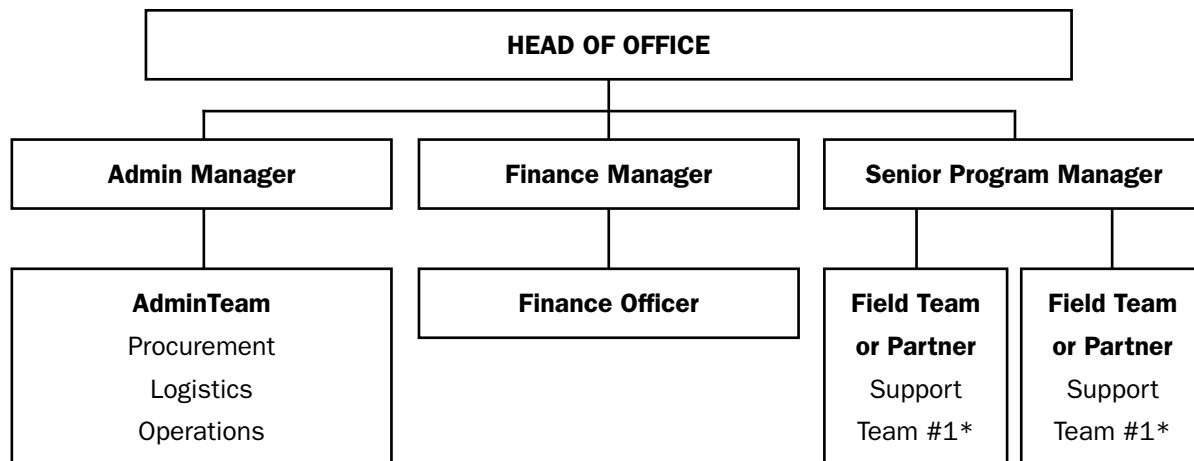 HEAD OF OFFICE
Admin Manager
Finance Manager
Senior Program Manager
AdminTeam
Procurement
Logistics
Operations
Finance Officer
Field Team
or Partner
Support
Team #1*
Field Team
or Partner
Support
Team #1*